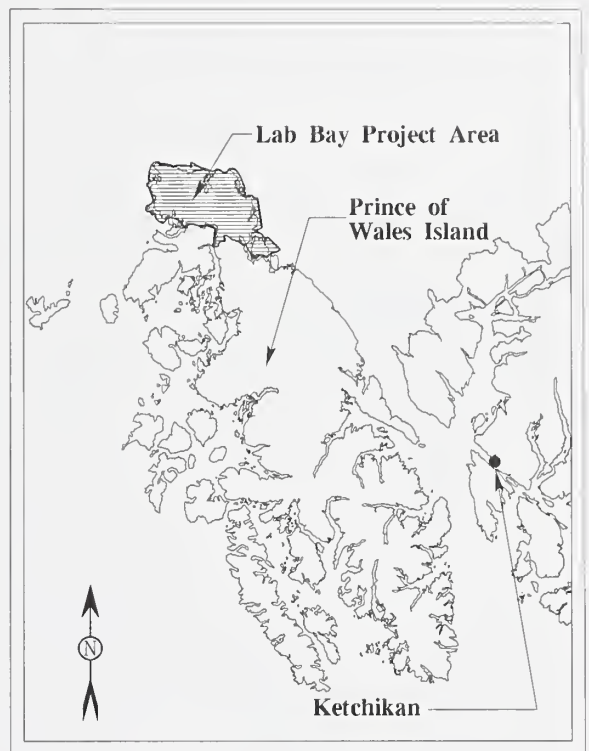 Lab Bay Project Area
Prince of
Wales Island
N
Ketchikan